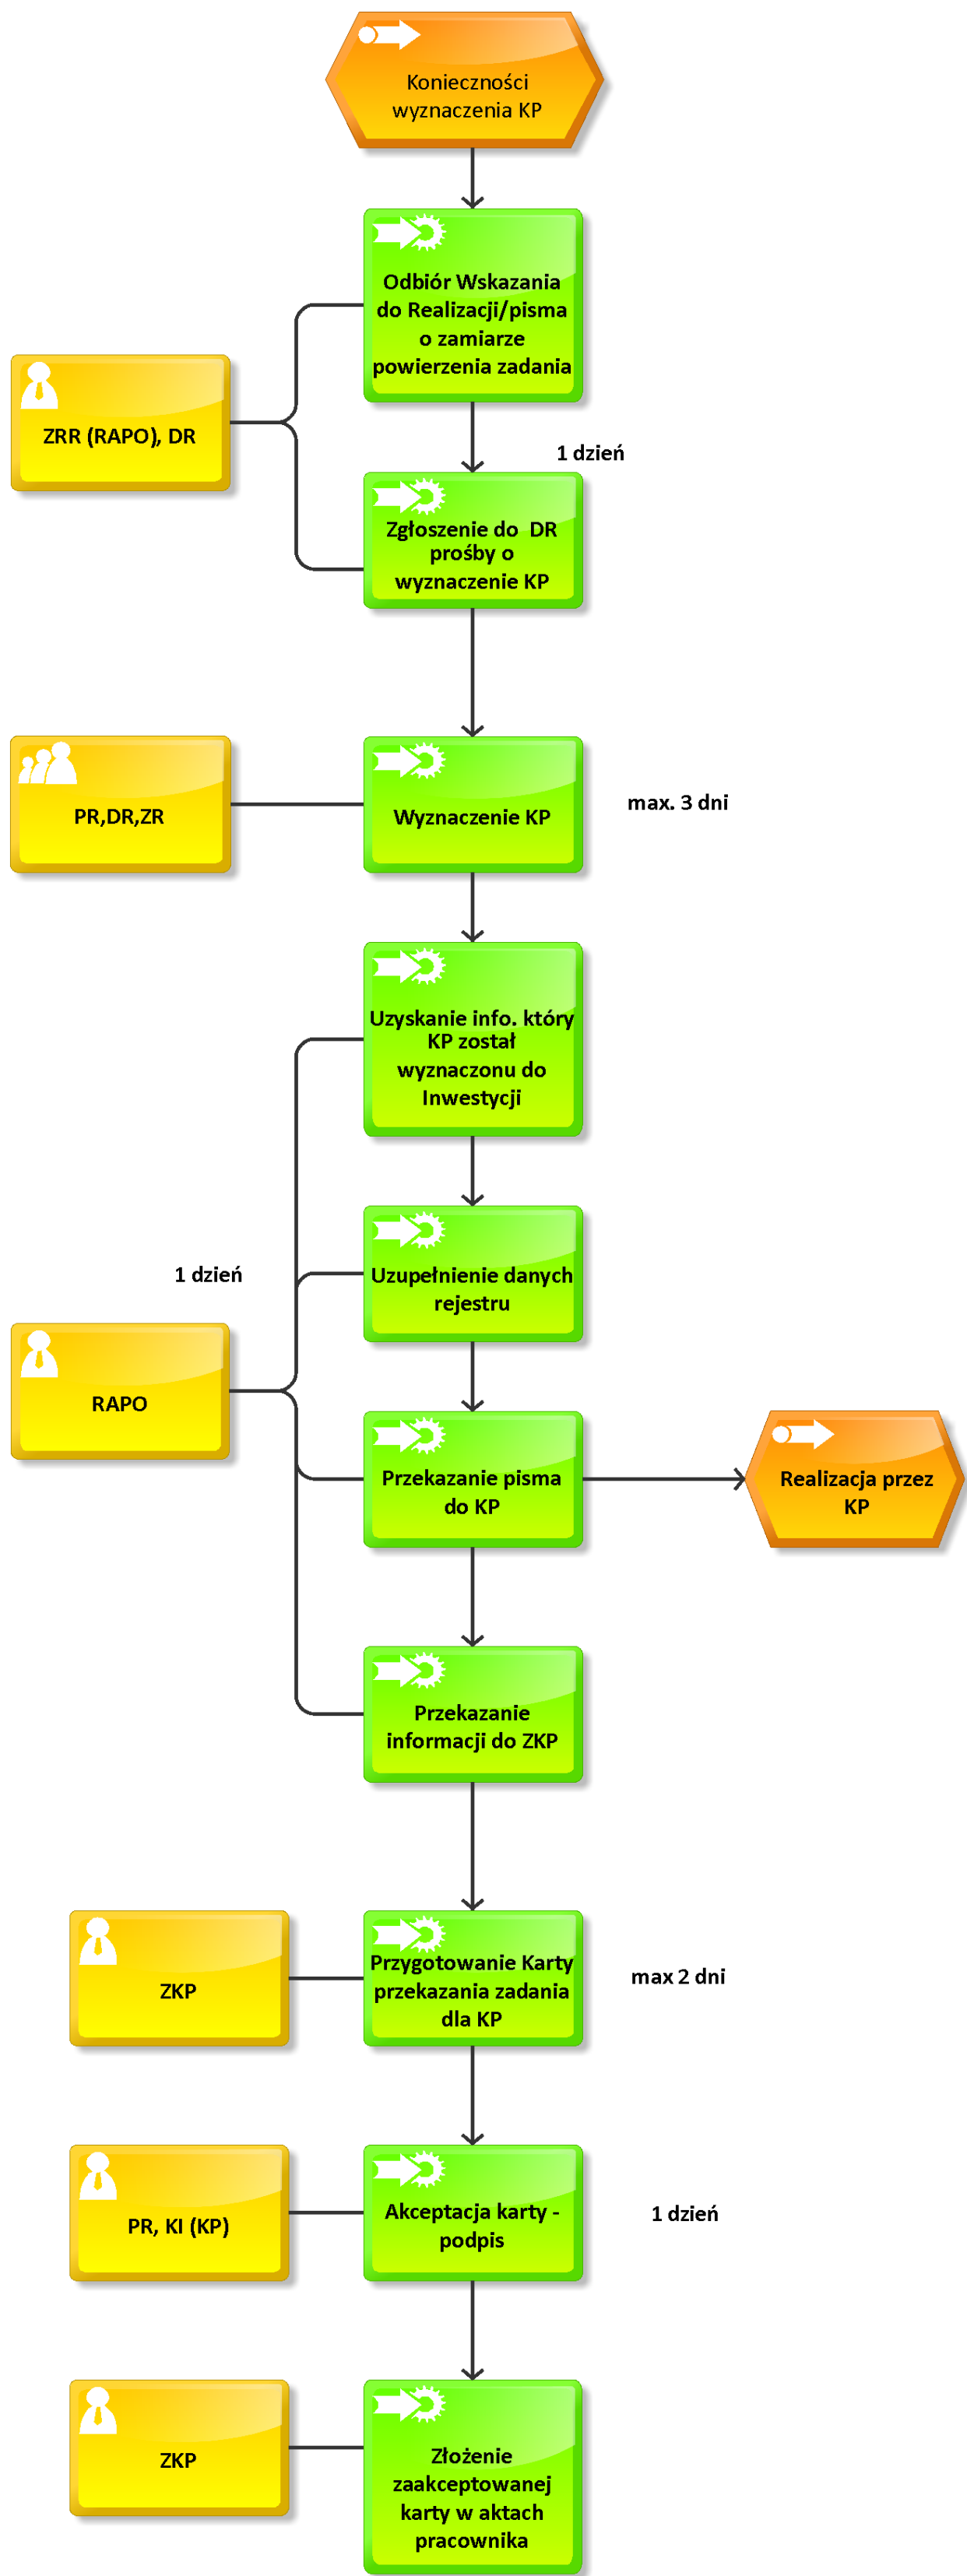 Konieczności
wyznaczenia KP
Odbiór Wskazania
do Realizacji/pisma
o zamiarze
powierzenia zadania
ZRR (RAPO), DR
1 dzień
Zgłoszenie do DR
prośby o
wyznaczenie KP
PR,DR,ZR
Wyznaczenie KP
max. 3 dni
Uzyskanie info. który
KP został
wyznaczonu do
Inwestycji
1 dzień
Uzupełnienie danych
rejestru
RAPO
Przekazanie pisma
do KP
Realizacja przez
KP
Przekazanie
informacji do ZKP
ZKP
Przygotowanie Karty
przekazania zadania
dla KP
max 2 dni
PR, KI (KP)
Akceptacja karty -
podpis
1 dzień
ZKP
Złożenie
zaakceptowanej
karty w aktach
pracownika